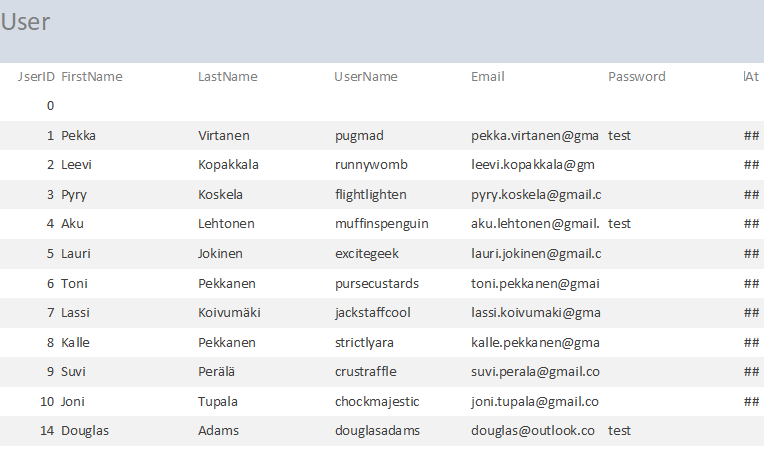 User
JserID FirstName LastName UserName Email Password lAt
0
1 Pekka Virtanen pugmad pekka.virtanen@gma test ##
2 Leevi Kopakkala runnywomb leevi.kopakkala@gm ##
3 Pyry Koskela flightlighten pyry.koskela@gmail.c ##
4 Aku Lehtonen muffinspenguin aku.lehtonen@gmail. test ##
5 Lauri Jokinen excitegeek lauri.jokinen@gmail.c ##
6 Toni Pekkanen pursecustards toni.pekkanen@gmai ##
7 Lassi Koivumäki jackstaffcool lassi.koivumaki@gma ##
8 Kalle Pekkanen strictlyara kalle.pekkanen@gma ##
9 Suvi Perälä crustraffle suvi.perala@gmail.co ##
10 Joni Tupala chockmajestic joni.tupala@gmail.co ##
14 Douglas Adams douglasadams douglas@outlook.co test